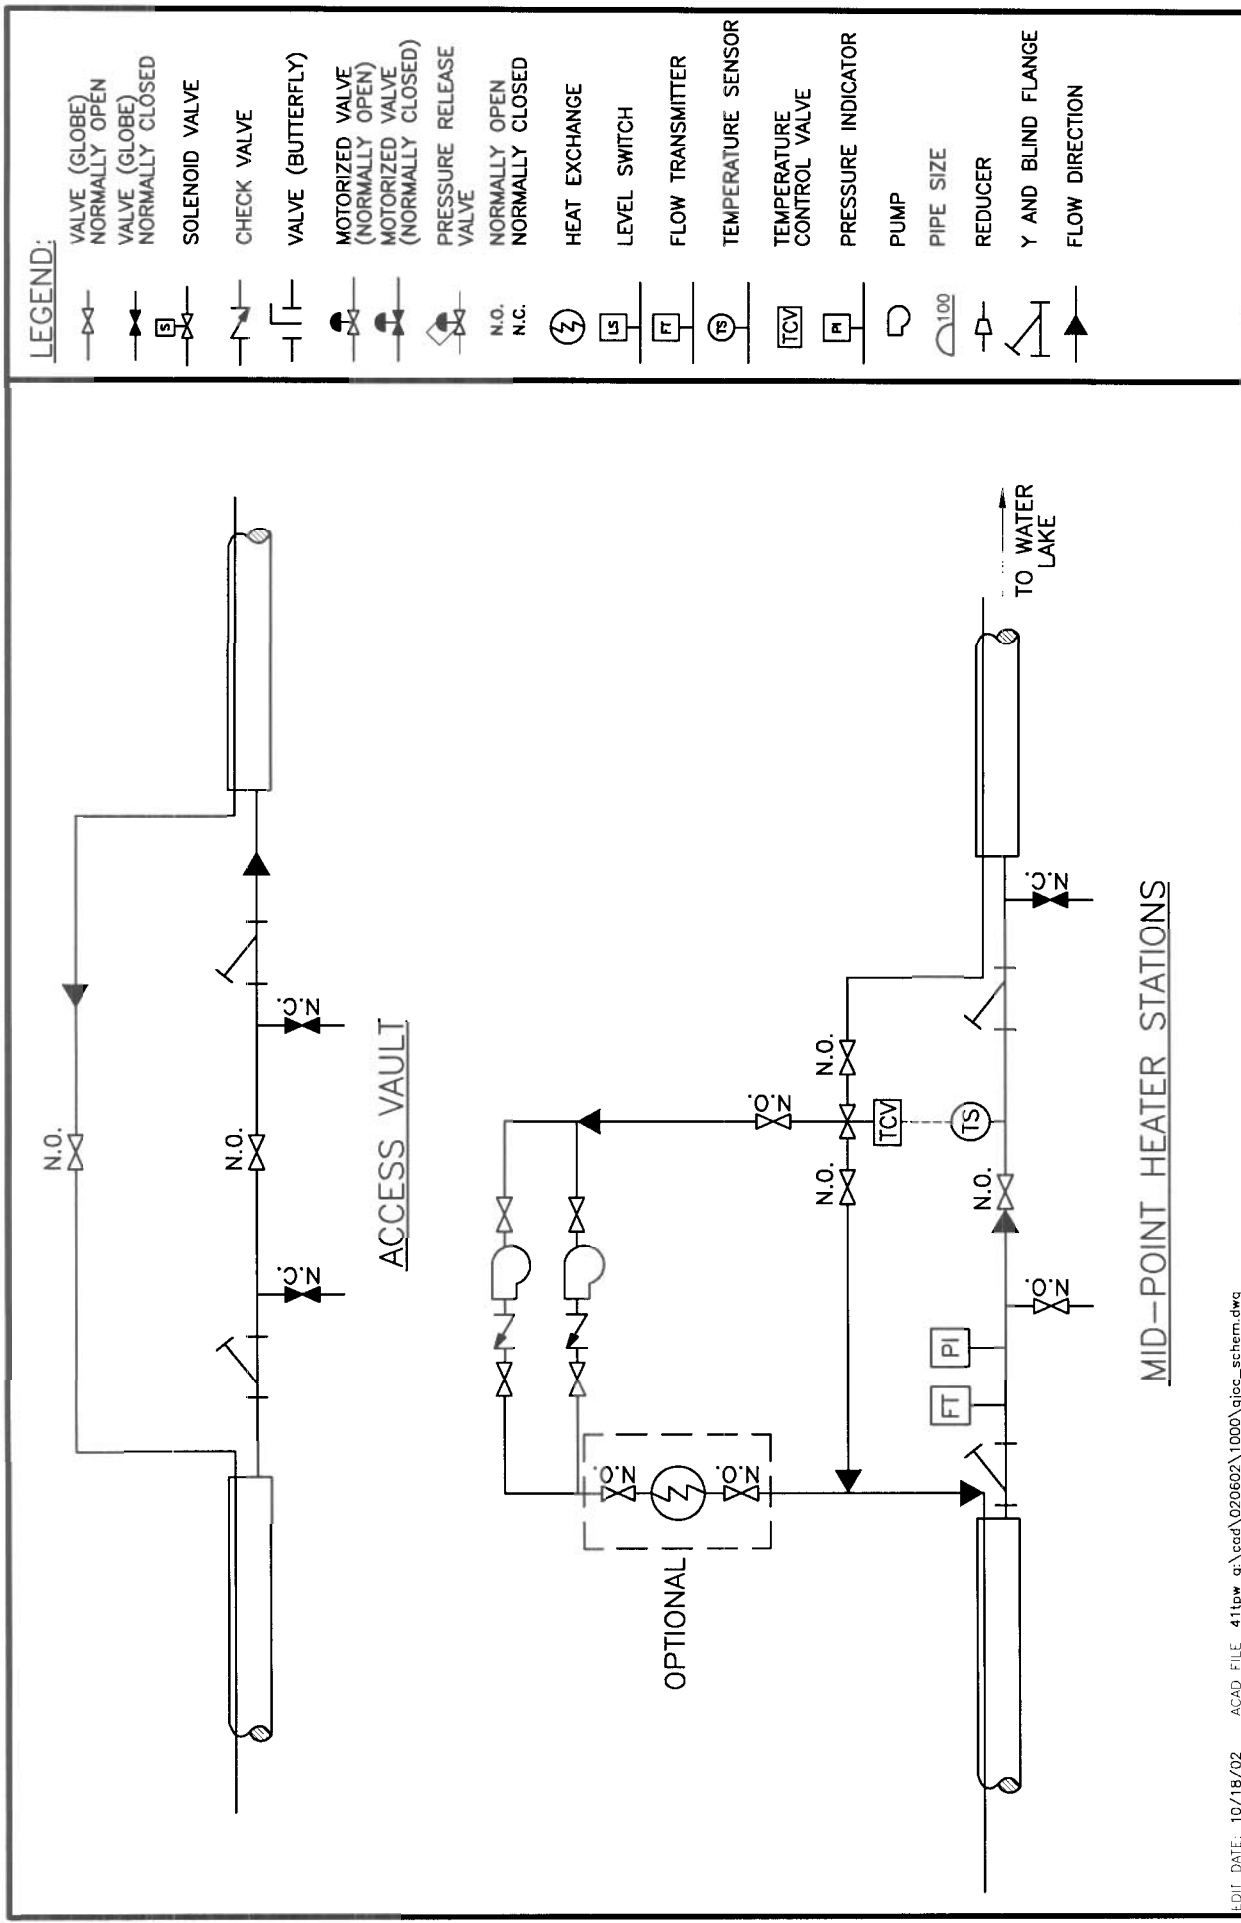 LEGEND:
VALVE (GLOBE)
NORMALLY OPEN
VALVE (GLOBE)
NORMALLY CLOSED
S
SOLENOID VALVE
CHECK VALVE
VALVE (BUTTERFLY)
MOTORIZED VALVE
(NORMALLY OPEN)
MOTORIZED VALVE
(NORMALLY CLOSED)
PRESSURE RELEASE
VALVE
N.O. NORMALLY OPEN
N.C. NORMALLY CLOSED
HEAT EXCHANGE
LS LEVEL SWITCH
FT FLOW TRANSMITTER
TS TEMPERATURE SENSOR
TCV TEMPERATURE
CONTROL VALVE
PI PRESSURE INDICATOR
PUMP
100 PIPE SIZE
REDUCER
Y AND BLIND FLANGE
FLOW DIRECTION
N.O.
N.O.
N.C.
N.C.
ACCESS VAULT
N.O.
N.O.
N.O.
OPTIONAL
N.O.
N.O.
N.O.
TCV
TS
FT
PI
N.O.
N.O.
N.C.
TO WATER
LAKE
MID-POINT HEATER STATIONS
EDIT DATE: 10/18/02 ACAD FILE 41tpw g:\cad\020602\1000\gjoc_schem.dwg